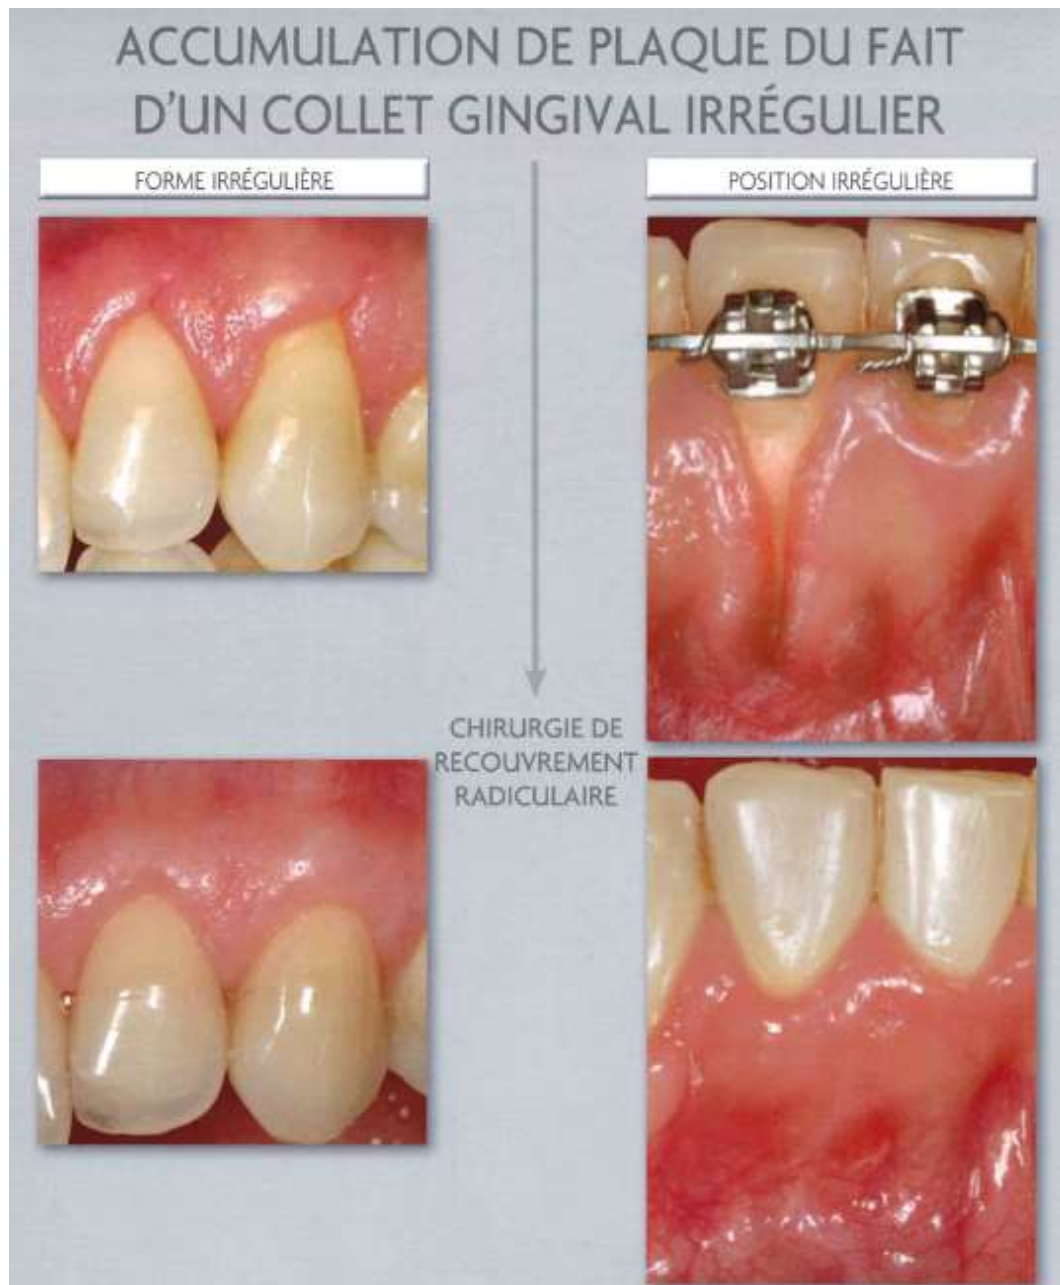 ACCUMULATION DE PLAQUE DU FAIT
D'UN COLLET GINGIVAL IRRÉGULIER
FORME IRRÉGULIÈRE
POSITION IRRÉGULIÈRE
CHIRURGIE DE
RECOUVREMENT
RADICULAIRE